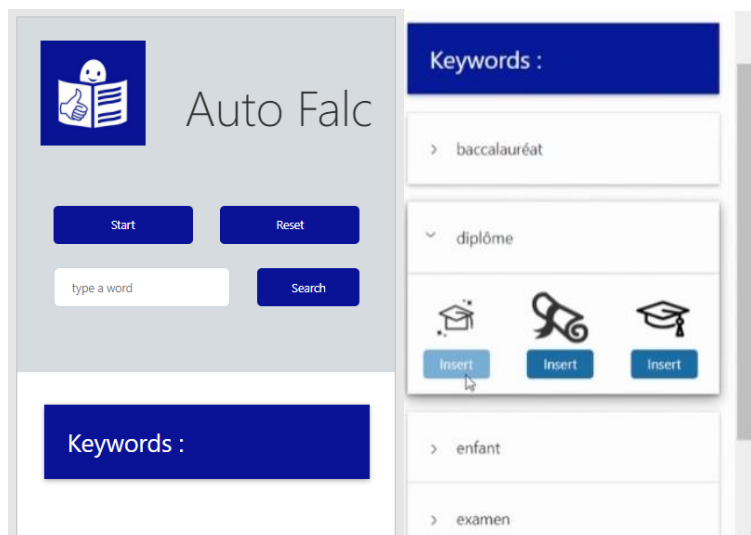 Auto Falc
Start
Reset
type a word
Search
Keywords :
Keywords :
baccalauréat
diplôme
Insert
Insert
Insert
enfant
examen